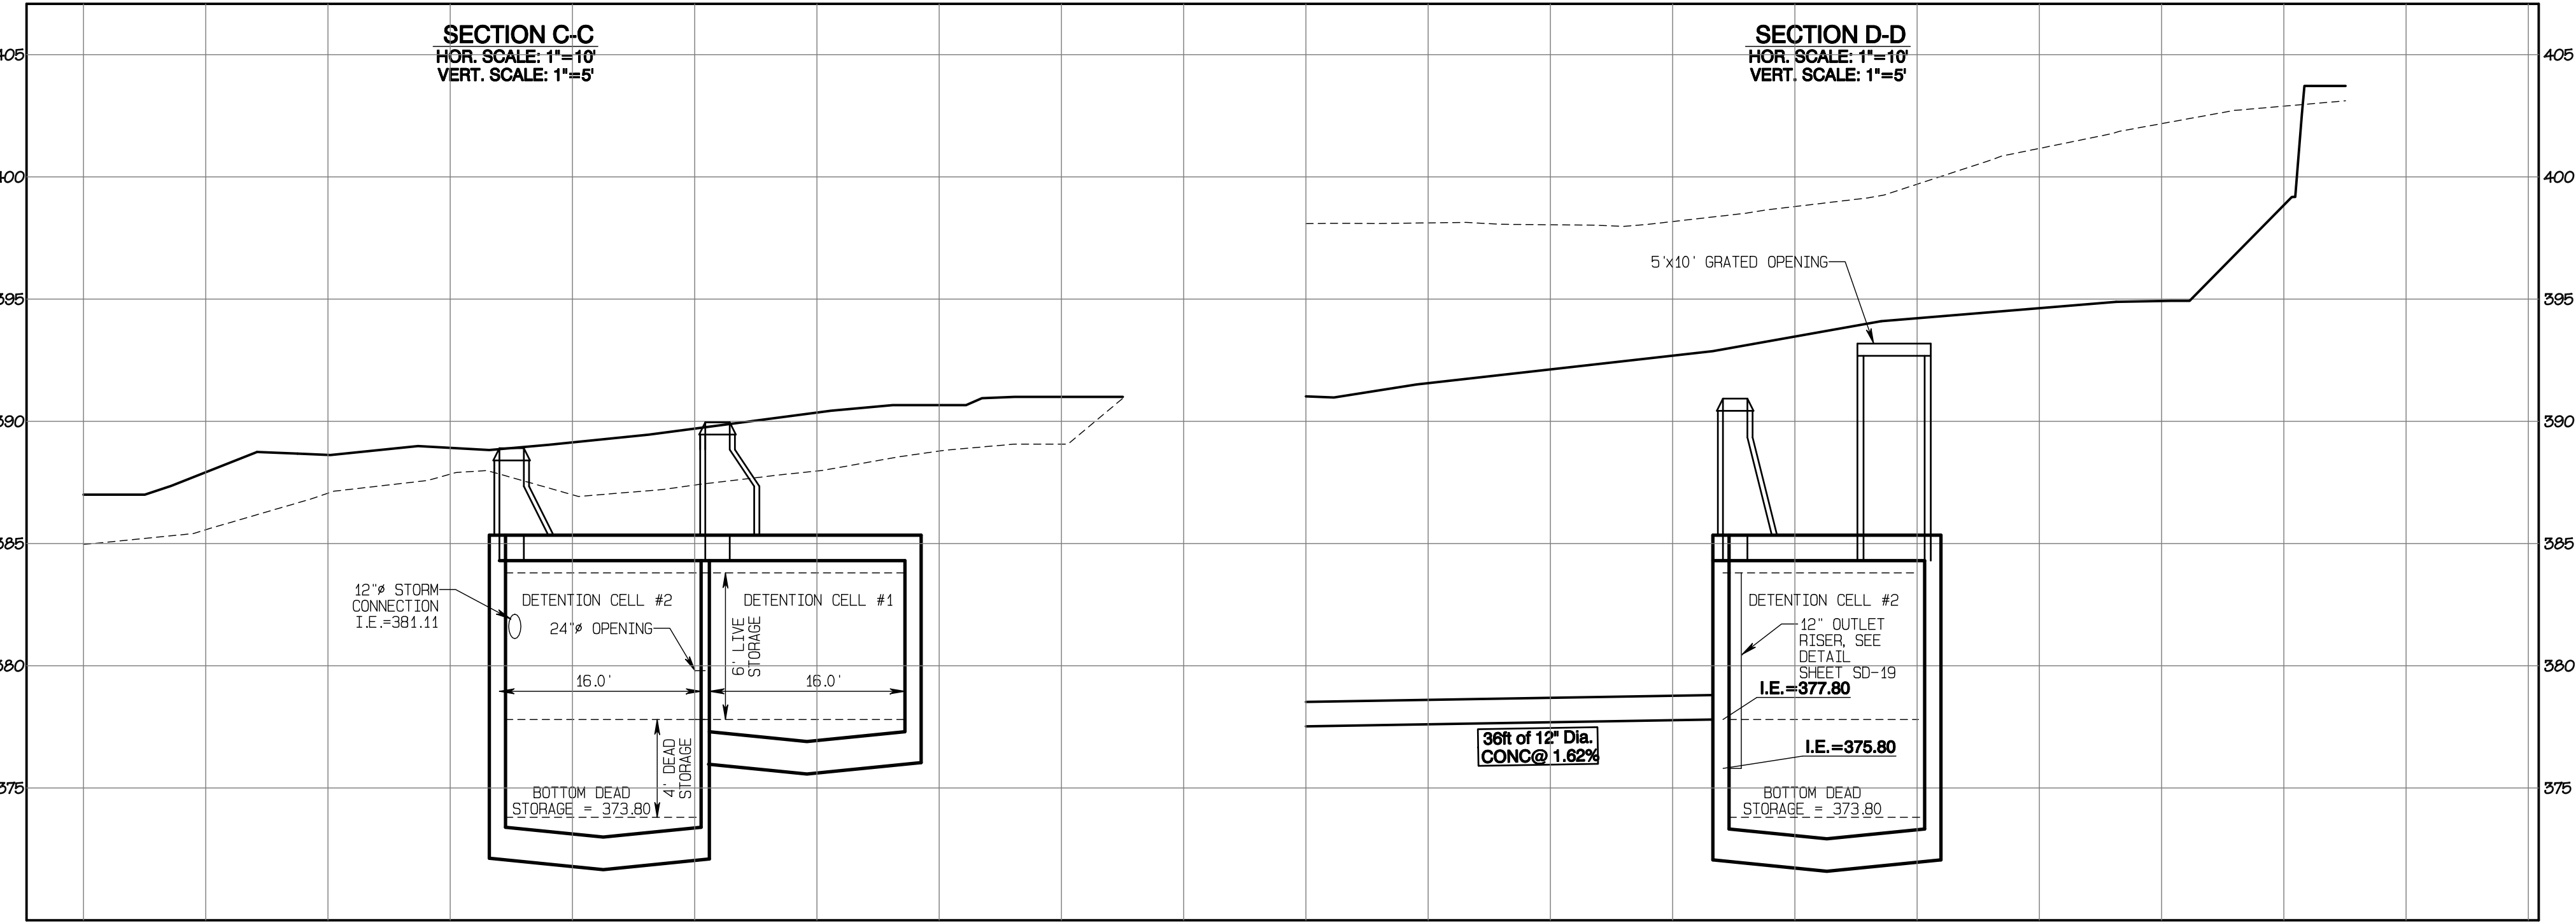 SECTION C-C
HOR. SCALE: 1"=10'
VERT. SCALE: 1"=5'
SECTION D-D
HOR. SCALE: 1"=10'
VERT. SCALE: 1"=5'
405
405
400
400
395
395
390
390
385
385
380
380
375
375
12"ø STORM
CONNECTION
I.E.=381.11
DETENTION CELL #2
24"ø OPENING
16.0'
DETENTION CELL #1
6' LIVE
STORAGE
16.0'
4' DEAD
STORAGE
BOTTOM DEAD
STORAGE = 373.80
5'x10' GRATED OPENING
DETENTION CELL #2
12" OUTLET
RISER, SEE
DETAIL
SHEET SD-19
I.E.=377.80
I.E.=375.80
BOTTOM DEAD
STORAGE = 373.80
36ft of 12" Dia.
CONC@ 1.62%